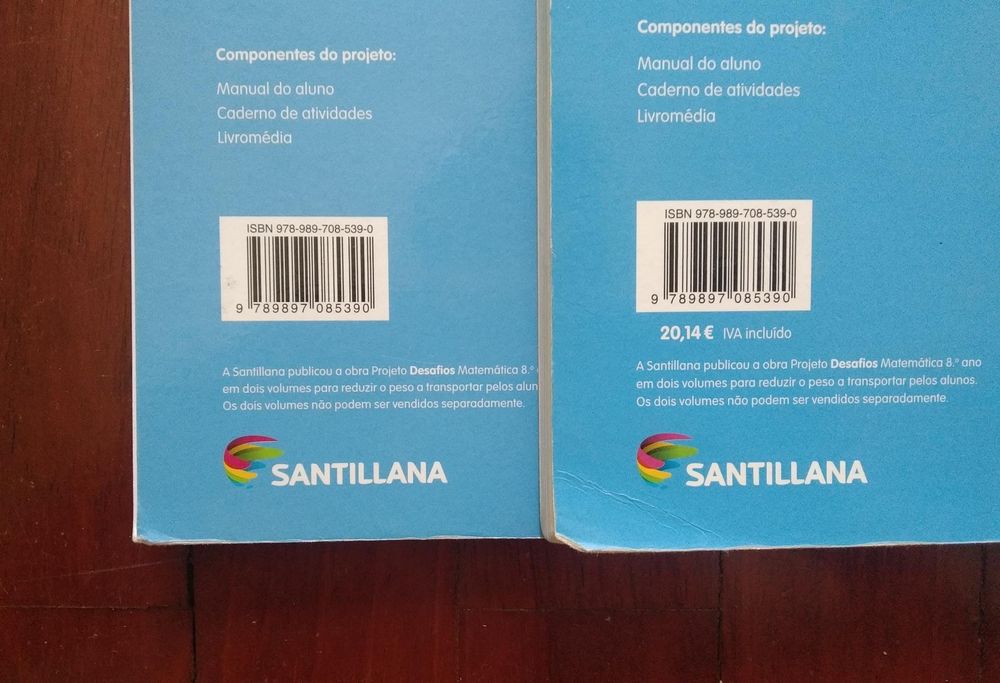 Componentes do projeto:
Manual do aluno
Caderno de atividades
Livromédia
ISBN 978-989-708-539-0
9 789897 085390
A Santillana publicou a obra Projeto Desafios Matemática 8.º
em dois volumes para reduzir o peso a transportar pelos alun
Os dois volumes não podem ser vendidos separadamente.
SANTILLANA
Componentes do projeto:
Manual do aluno
Caderno de atividades
Livromédia
ISBN 978-989-708-539-0
9 789897 085390
20,14 € IVA incluído
A Santillana publicou a obra Projeto Desafios Matemática 8.º ano
em dois volumes para reduzir o peso a transportar pelos alunos.
Os dois volumes não podem ser vendidos separadamente.
SANTILLANA